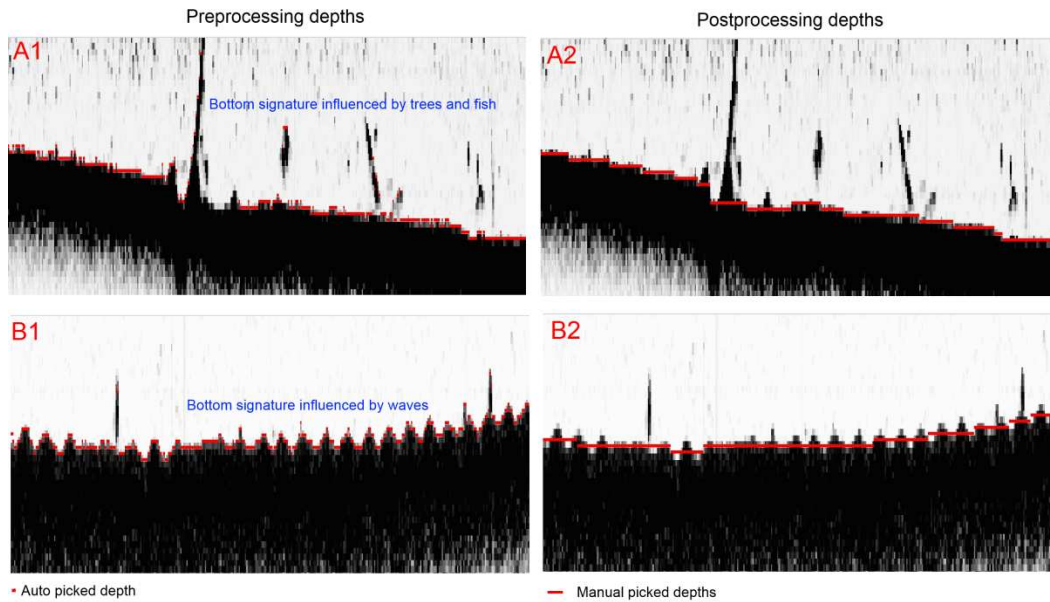 Preprocessing depths
Postprocessing depths
A1
A2
Bottom signature influenced by trees and fish
B1
B2
Bottom signature influenced by waves
Auto picked depth
Manual picked depths